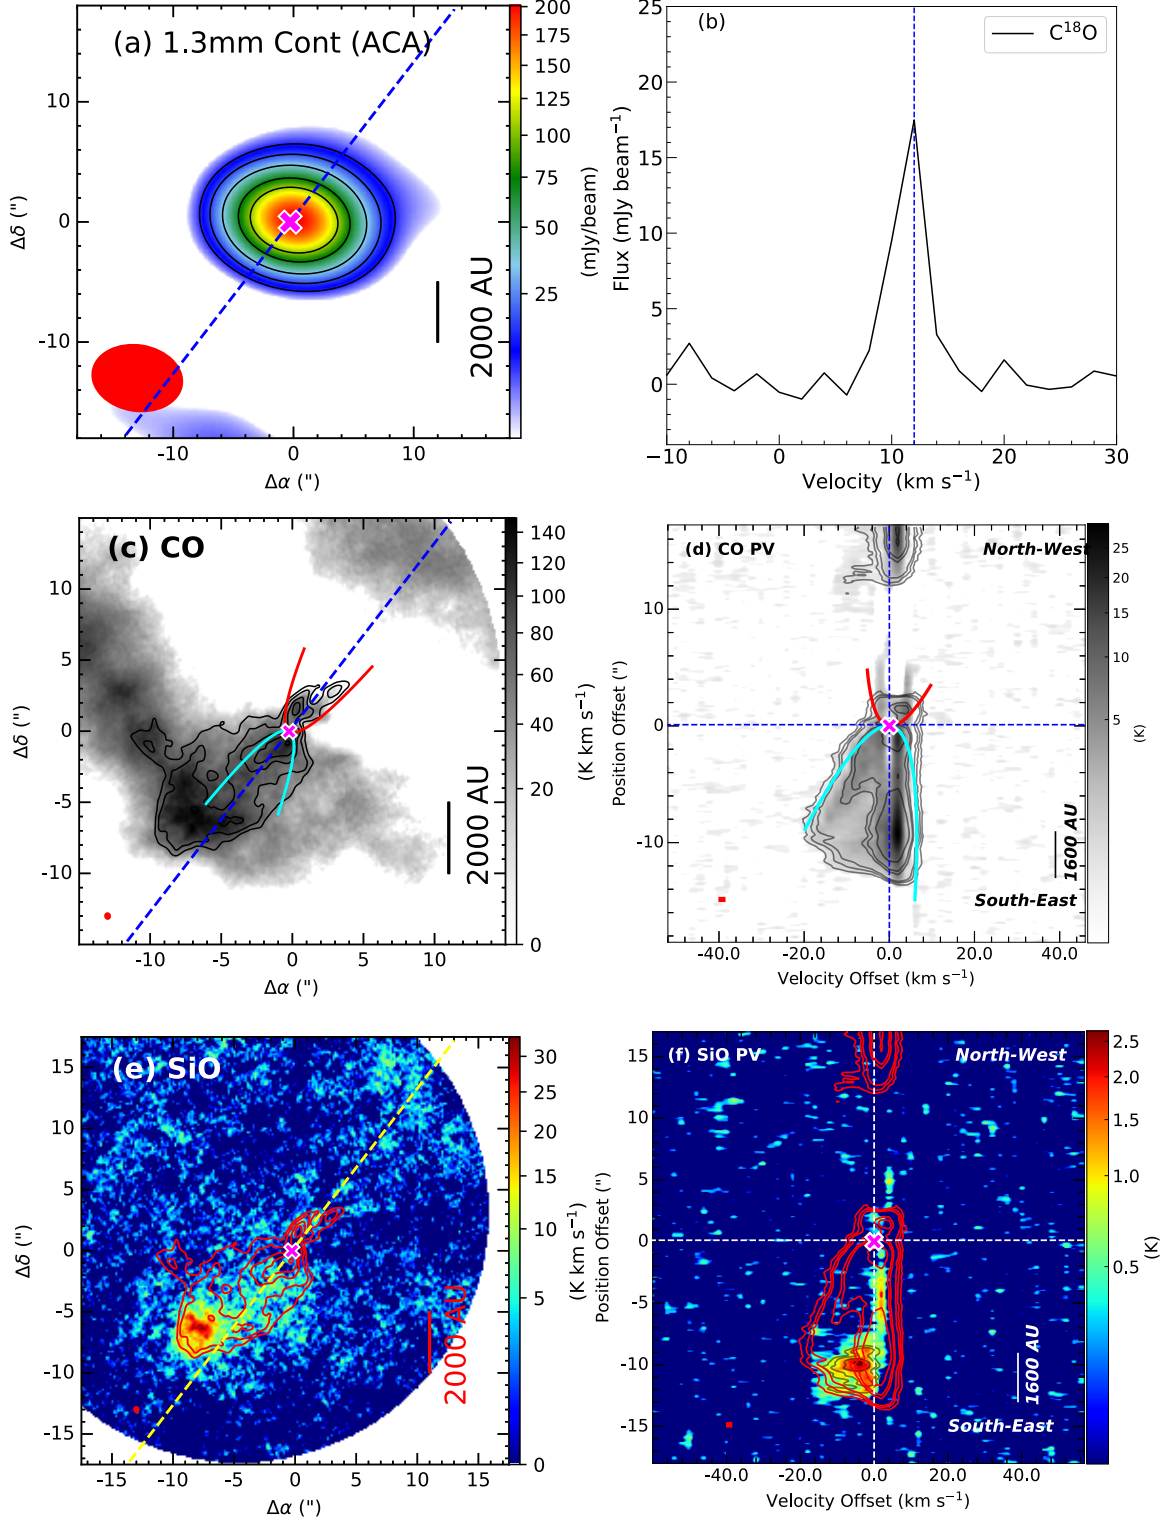 (a) 1.3mm Cont (ACA)
10
0
-10
-10
0
10
Δδ (")
Δα (")
2000 AU
200
175
150
125
100
75
50
25
(mJy/beam)
(b)
C¹⁸O
25
20
15
10
5
0
−10
0
10
20
30
Flux (mJy beam⁻¹)
Velocity (km s⁻¹)
(c) CO
10
5
0
-5
-10
-10
-5
0
5
10
Δδ (")
Δα (")
2000 AU
140
120
100
80
60
40
20
0
(K km s⁻¹)
(d) CO PV
North-West
10
0
-10
-40.0
-20.0
0.0
20.0
40.0
Position Offset (")
Velocity Offset (km s⁻¹)
1600 AU
South-East
25
20
15
10
5
(K)
(e) SiO
15
10
5
0
-5
-10
-15
-15
-10
-5
0
5
10
15
Δδ (")
Δα (")
2000 AU
30
25
20
15
10
5
0
(K km s⁻¹)
(f) SiO PV
North-West
15
10
5
0
-5
-10
-15
-40.0
-20.0
0.0
20.0
40.0
Position Offset (")
Velocity Offset (km s⁻¹)
1600 AU
South-East
2.5
2.0
1.5
1.0
0.5
0.0
(K)